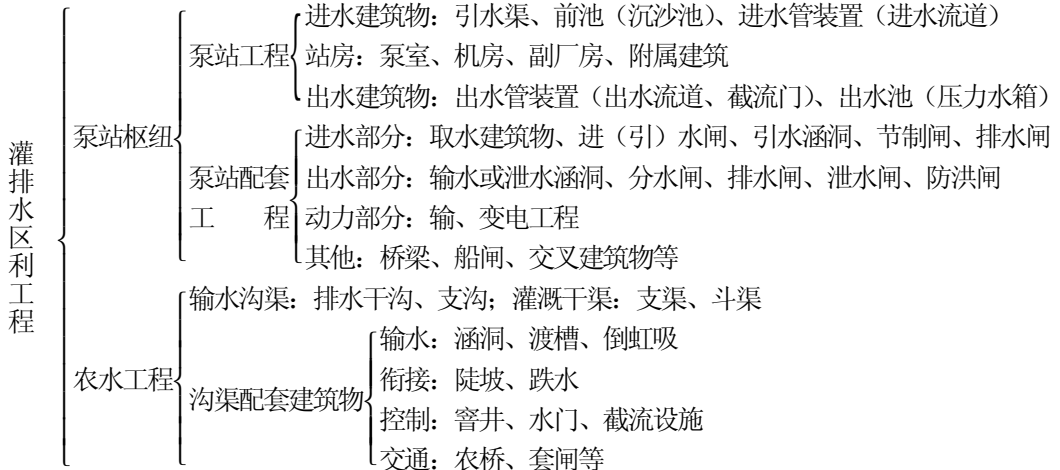 灌排水区利工程
泵站枢纽
泵站工程
进水建筑物：引水渠、前池（沉沙池）、进水管装置（进水流道）
站房：泵室、机房、副厂房、附属建筑
出水建筑物：出水管装置（出水流道、截流门）、出水池（压力水箱）
泵站配套
工　　程
进水部分：取水建筑物、进（引）水闸、引水涵洞、节制闸、排水闸
出水部分：输水或泄水涵洞、分水闸、排水闸、泄水闸、防洪闸
动力部分：输、变电工程
其他：桥梁、船闸、交叉建筑物等
农水工程
输水沟渠：排水干沟、支沟；灌溉干渠：支渠、斗渠
沟渠配套建筑物
输水：涵洞、渡槽、倒虹吸
衔接：陡坡、跌水
控制：窨井、水门、截流设施
交通：农桥、套闸等